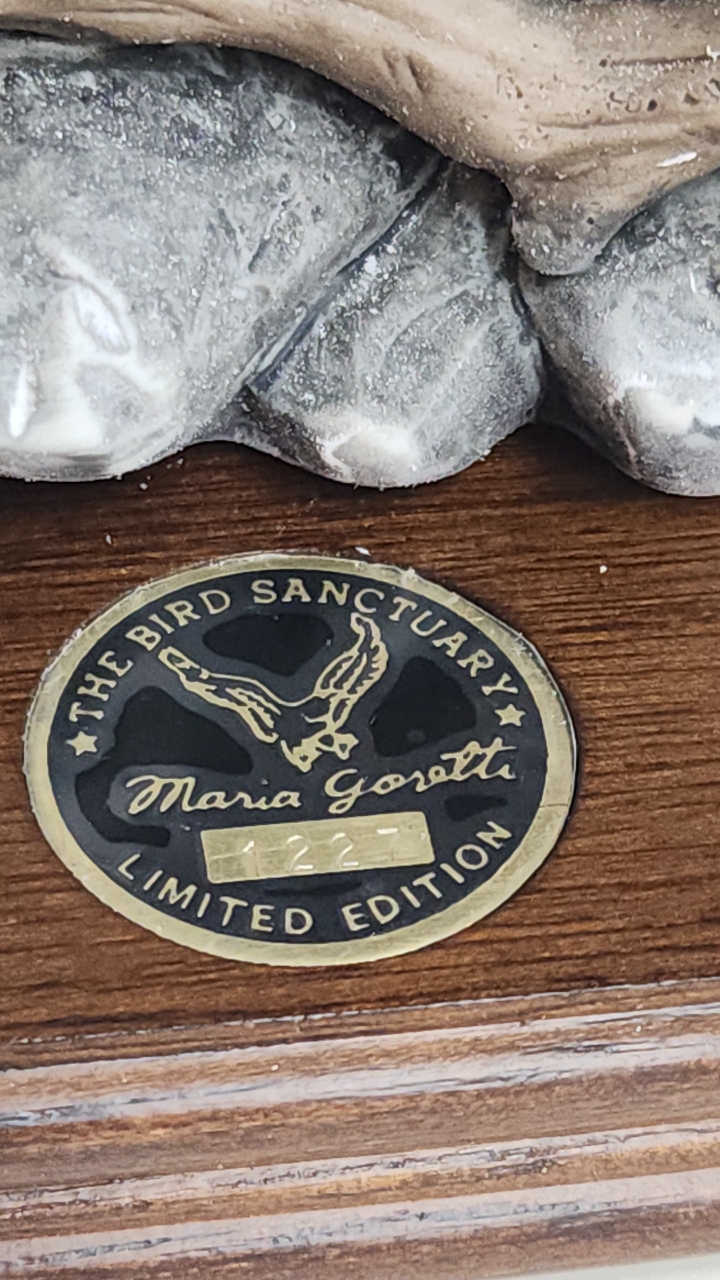 ★ THE BIRD SANCTUARY ★
Maria Goretti
1227
LIMITED EDITION